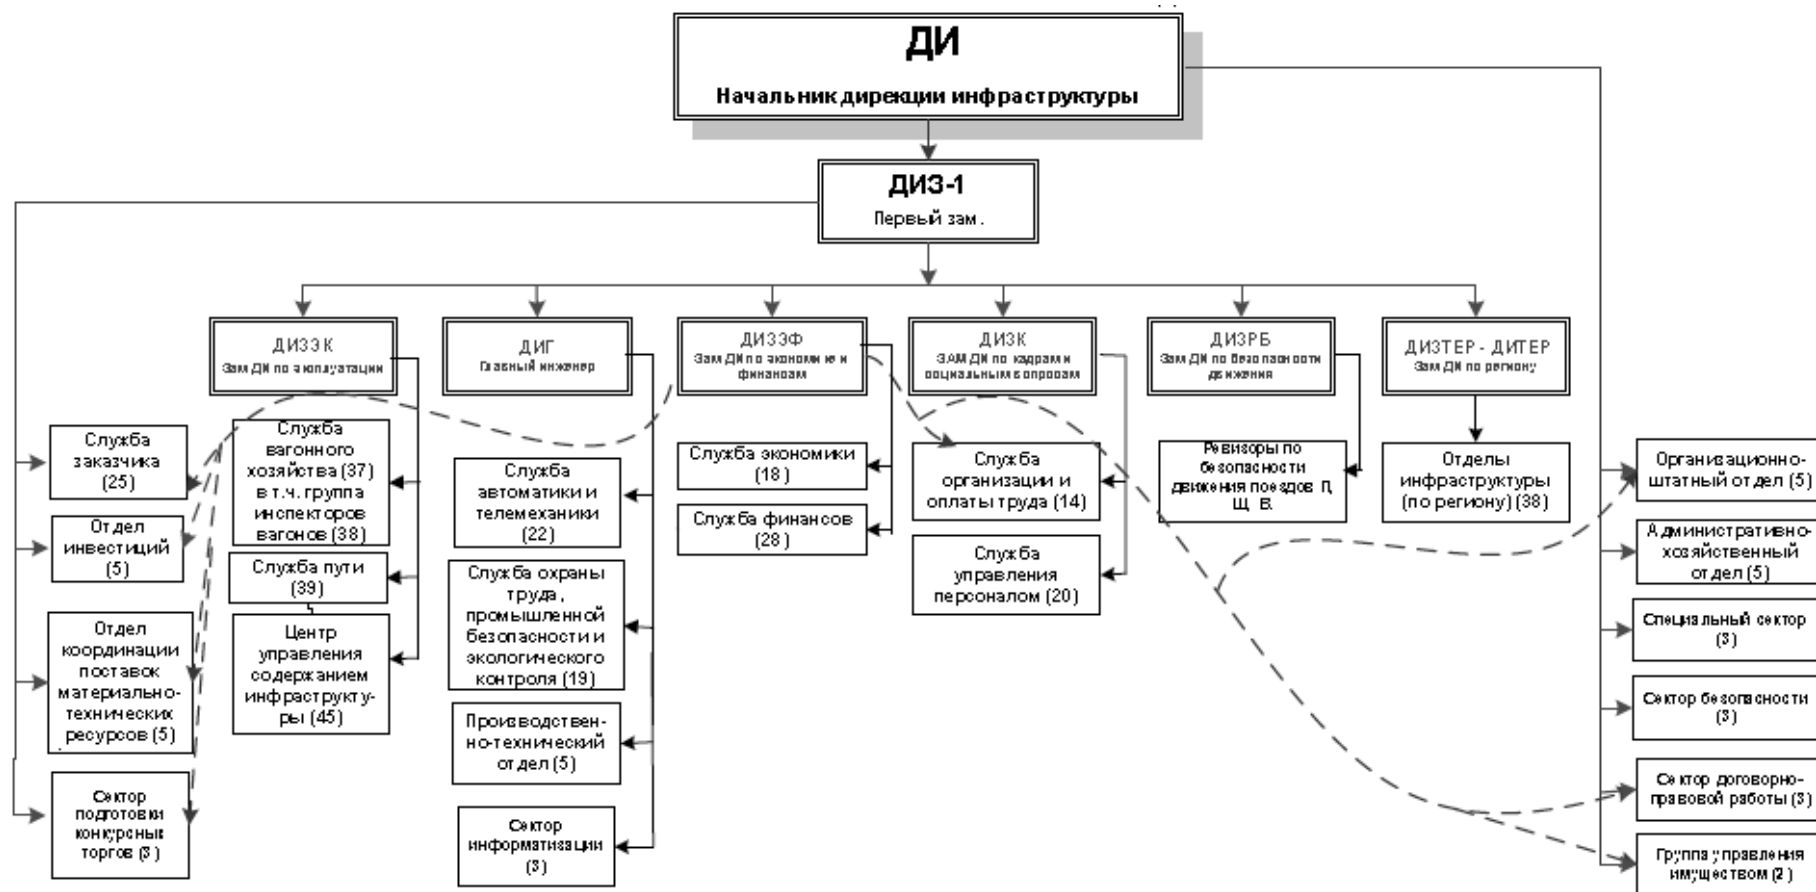 ДИ
Начальник дирекции инфраструктуры
ДИЗ-1
Первый зам.
ДИЗЭК
Зам ДИ по эксплуатации
ДИГ
Главный инженер
ДИЗЭФ
Зам ДИ по экономике и
финансам
ДИЗК
ЗАМ ДИ по кадрам и
социальным вопросам
ДИЗРБ
Зам ДИ по безопасности
движения
ДИЗТЕР - ДИТЕР
Зам ДИ по региону
Служба
заказчика
(25)
Отдел
инвестиций
(5)
Отдел
координации
поставок
материально-
технических
ресурсов (5)
Сектор
подготовки
конкурсных
торгов (3)
Служба
вагонного
хозяйства (37)
в т.ч. группа
инспекторов
вагонов (38)
Служба пути
(39)
Центр
управления
содержанием
инфраструкту-
ры (45)
Служба
автоматики и
телемеханики
(22)
Служба охраны
труда,
промышленной
безопасности и
экологического
контроля (19)
Производствен-
но-технический
отдел (5)
Сектор
информатизации
(3)
Служба экономики
(18)
Служба финансов
(28)
Служба
организации и
оплаты труда (14)
Служба
управления
персоналом (20)
Ревизоры по
безопасности
движения поездов П,
Щ, В.
Отделы
инфраструктуры
(по региону) (38)
Организационно-
штатный отдел (5)
Административно-
хозяйственный
отдел (5)
Специальный сектор
(3)
Сектор безопасности
(3)
Сектор договорно-
правовой работы (3)
Группа управления
имуществом (2)